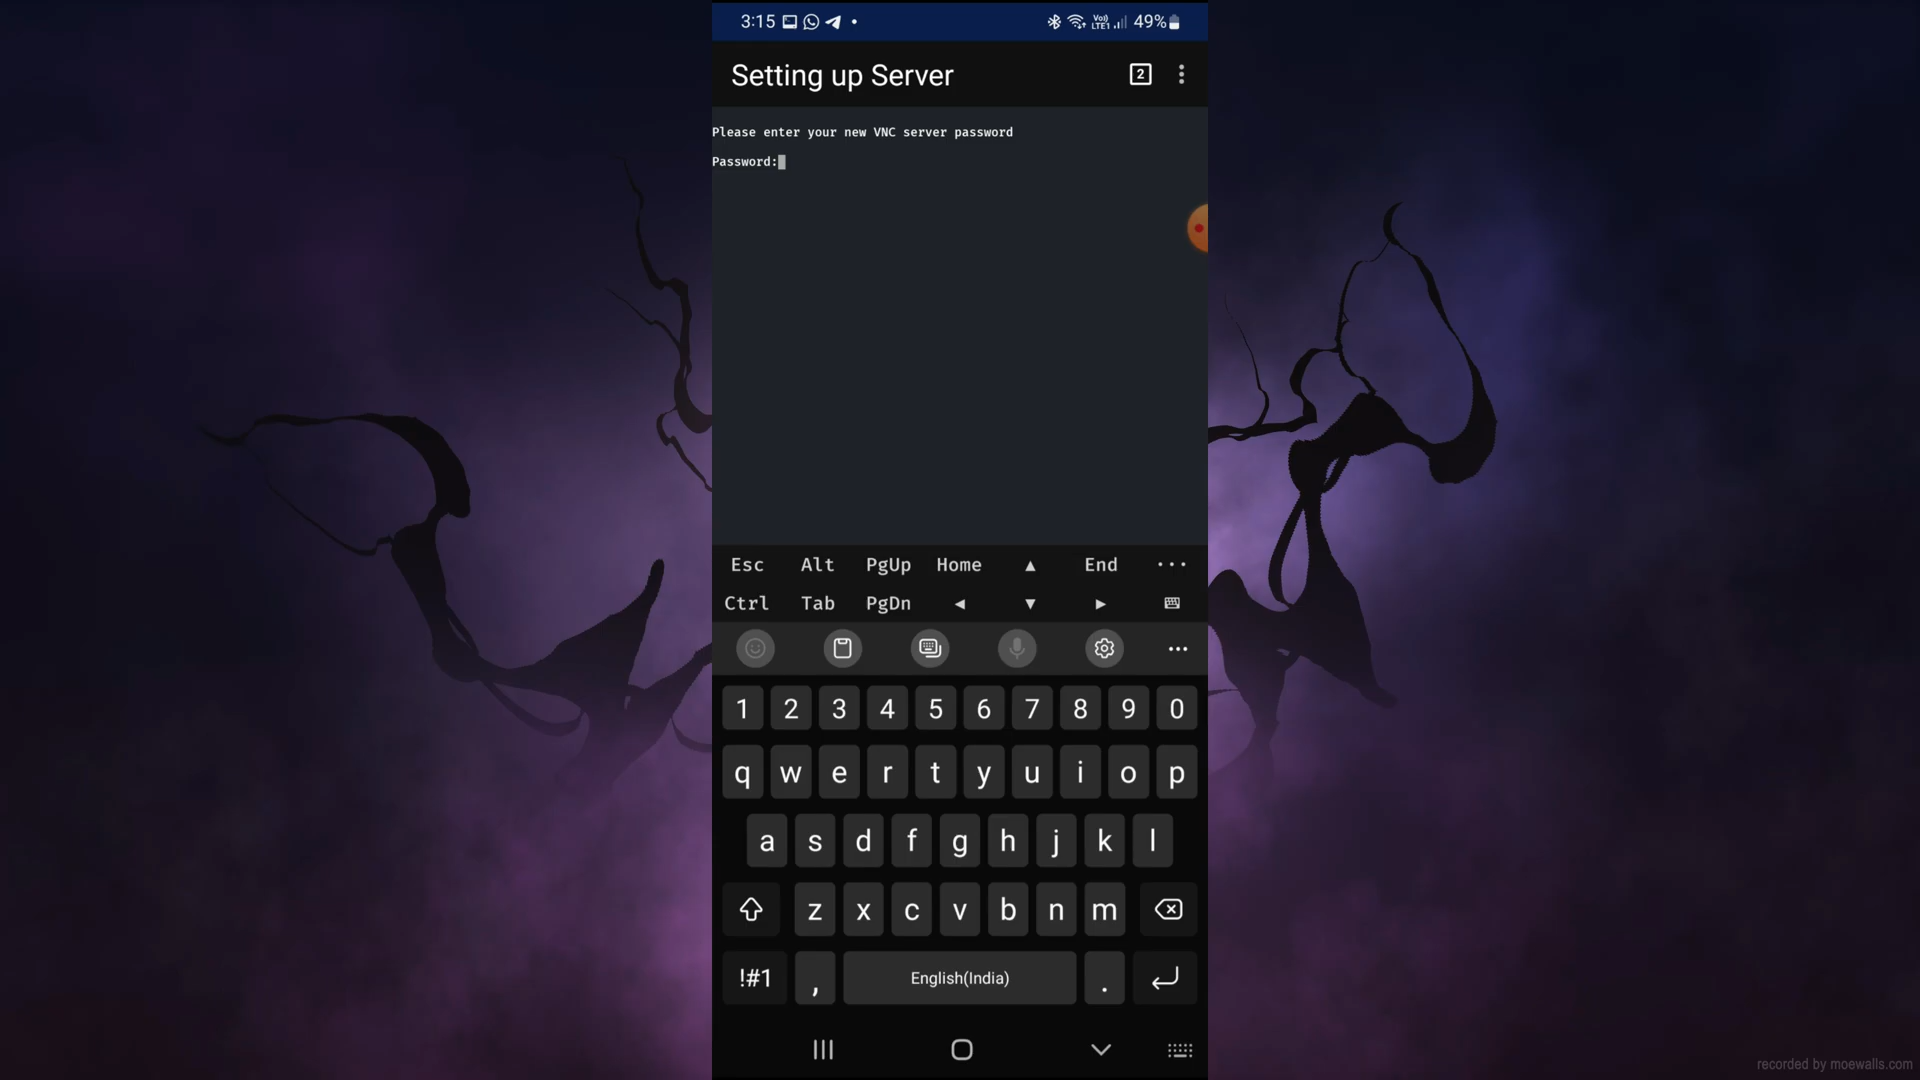 3:15 49%
Setting up Server 2
Please enter your new VNC server password
Password:
Esc Alt PgUp Home ▲ End ···
Ctrl Tab PgDn ◄ ▼ ►
1 2 3 4 5 6 7 8 9 0
q w e r t y u i o p
a s d f g h j k l
z x c v b n m
!#1 , English(India) .
recorded by moewalls.com